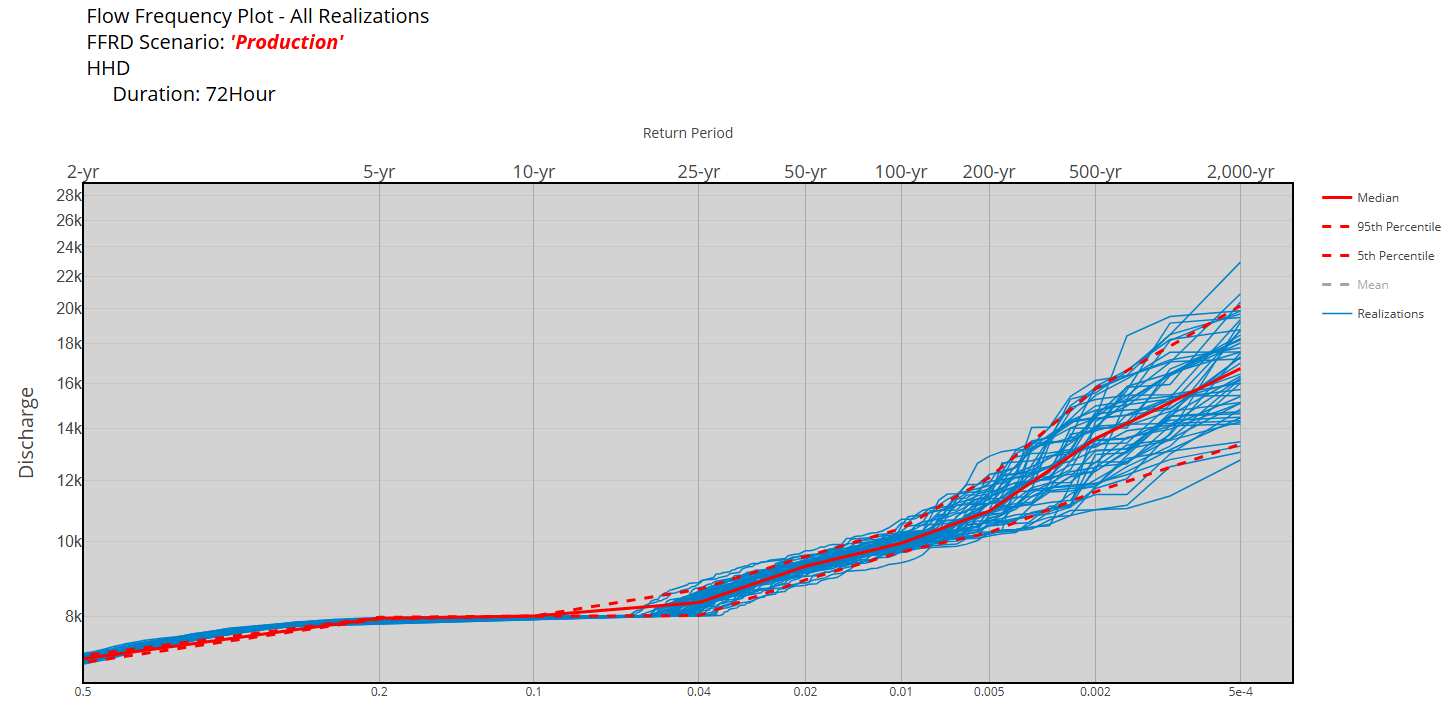 Flow Frequency Plot - All Realizations
FFRD Scenario: 'Production'
HHD
Duration: 72Hour
Return Period
2-yr 5-yr 10-yr 25-yr 50-yr 100-yr 200-yr 500-yr 2,000-yr
28k
26k
24k
22k
20k
18k
16k
14k
12k
10k
8k
Discharge
0.5 0.2 0.1 0.04 0.02 0.01 0.005 0.002 5e-4
Median
95th Percentile
5th Percentile
Mean
Realizations